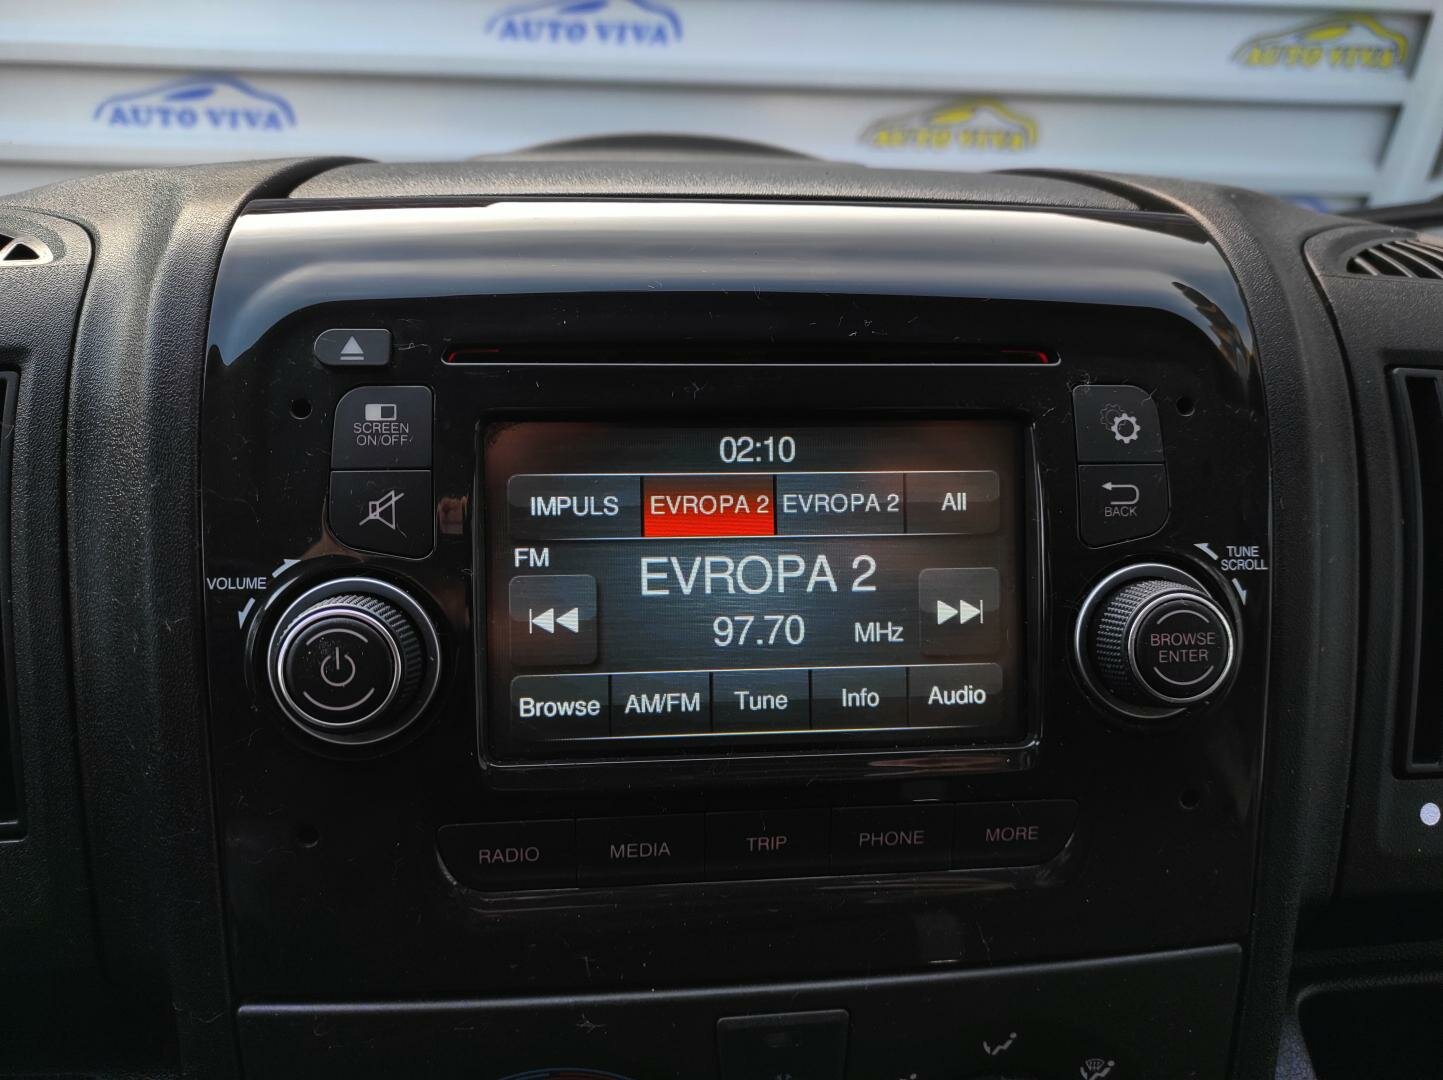 AUTO VIVA
AUTO VIVA
AUTO VIVA
AUTO VIVA
SCREEN
ON/OFF
VOLUME
02:10
IMPULS EVROPA 2 EVROPA 2 All
FM
EVROPA 2
97.70 MHz
Browse AM/FM Tune Info Audio
BACK
TUNE
SCROLL
BROWSE
ENTER
RADIO MEDIA TRIP PHONE MORE